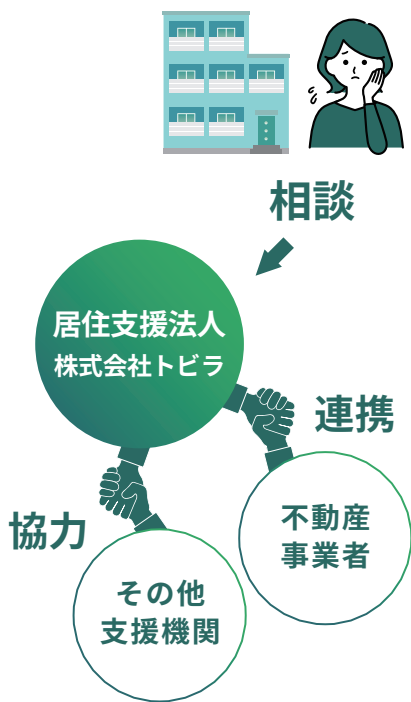 相談
居住支援法人
株式会社トビラ
連携
不動産
事業者
協力
その他
支援機関